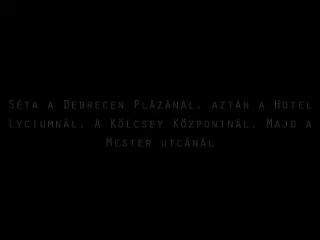 Séta a Debrecen Plázánál, aztán a Hotel
Lyciumnál, A Kölcsey Központnál, Majd a
Mester utcánál